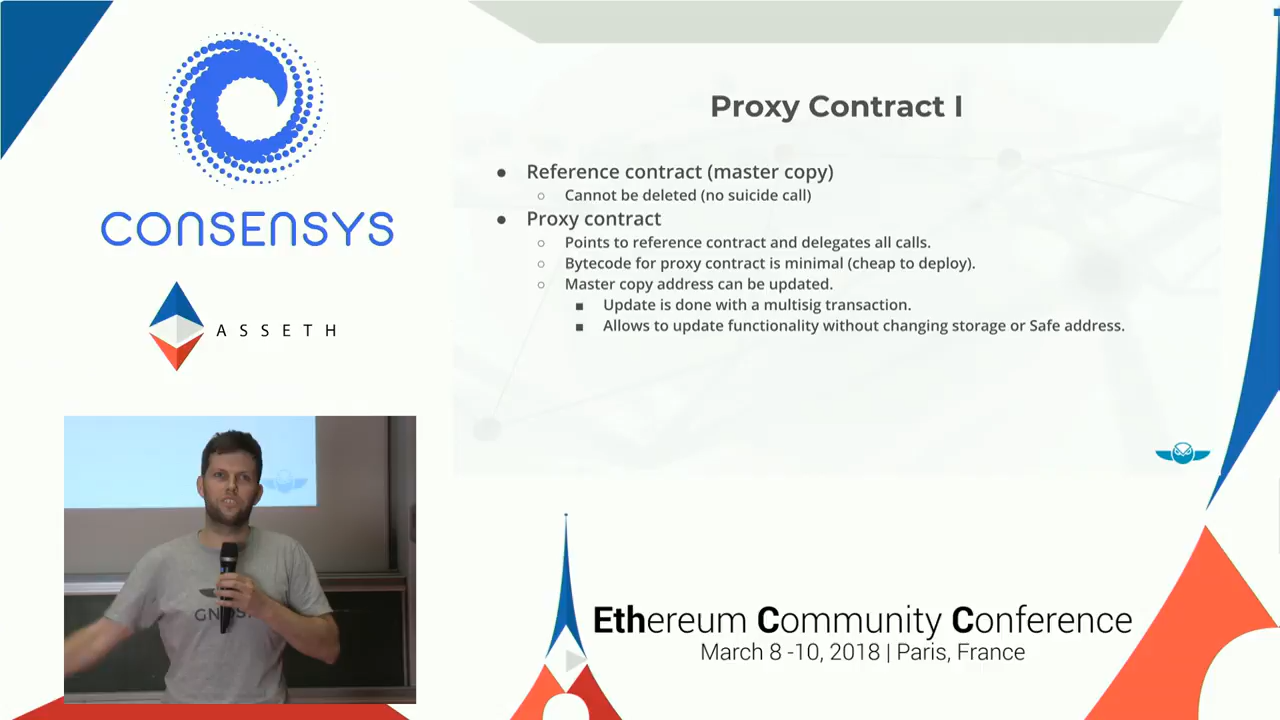 CONSENSYS
ASSETH
Proxy Contract I
● Reference contract (master copy)
○ Cannot be deleted (no suicide call)
● Proxy contract
○ Points to reference contract and delegates all calls.
○ Bytecode for proxy contract is minimal (cheap to deploy).
○ Master copy address can be updated.
■ Update is done with a multisig transaction.
■ Allows to update functionality without changing storage or Safe address.
Ethereum Community Conference
March 8 -10, 2018 | Paris, France